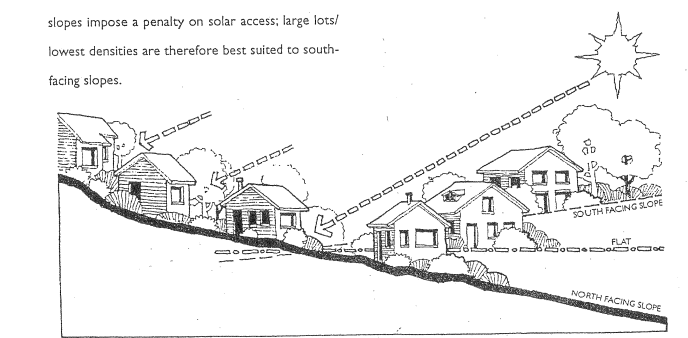 slopes impose a penalty on solar access; large lots/
lowest densities are therefore best suited to south-
facing slopes.
SOUTH FACING SLOPE
FLAT
NORTH FACING SLOPE